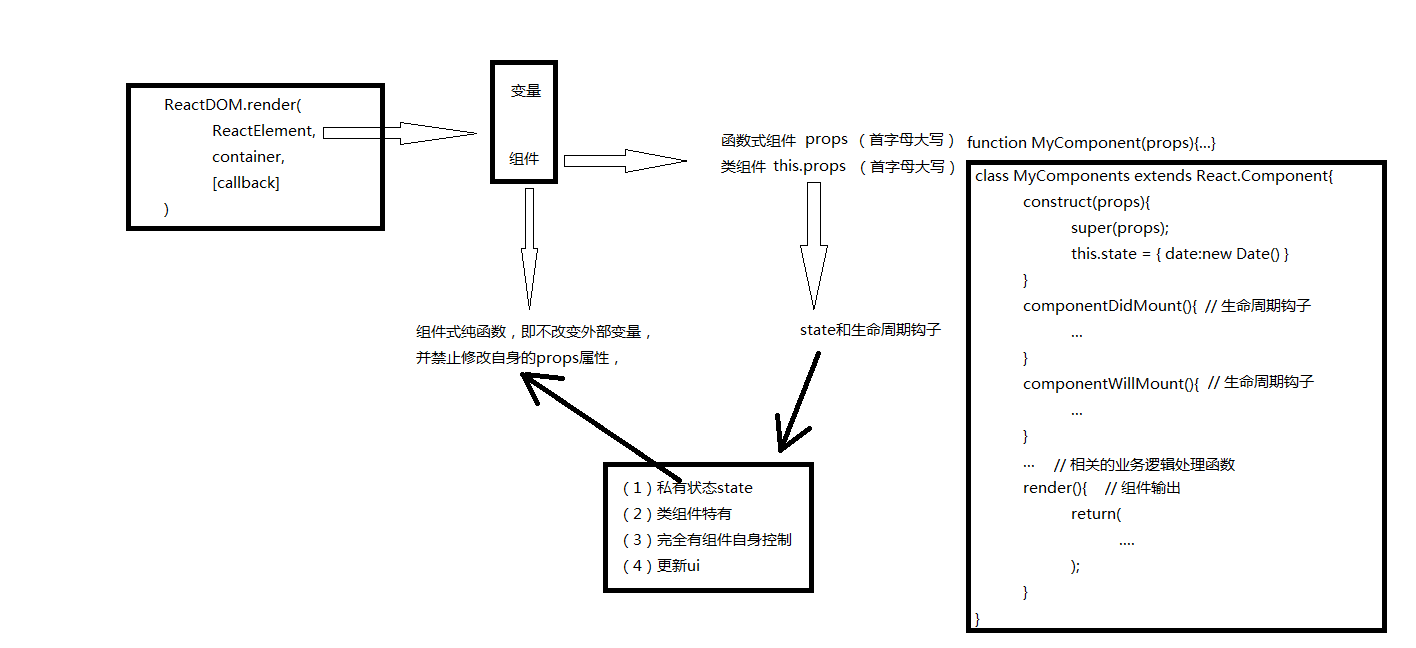 ReactDOM.render(
ReactElement,
container,
[callback]
)
变量
组件
函数式组件 props （首字母大写）
类组件 this.props （首字母大写）
function MyComponent(props){...}
class MyComponents extends React.Component{
construct(props){
super(props);
this.state = { date:new Date() }
}
componentDidMount(){ // 生命周期钩子
...
}
componentWillMount(){ // 生命周期钩子
...
}
... // 相关的业务逻辑处理函数
render(){ // 组件输出
return(
....
);
}
}
组件式纯函数，即不改变外部变量，
并禁止修改自身的props属性，
state和生命周期钩子
（1）私有状态state
（2）类组件特有
（3）完全有组件自身控制
（4）更新ui